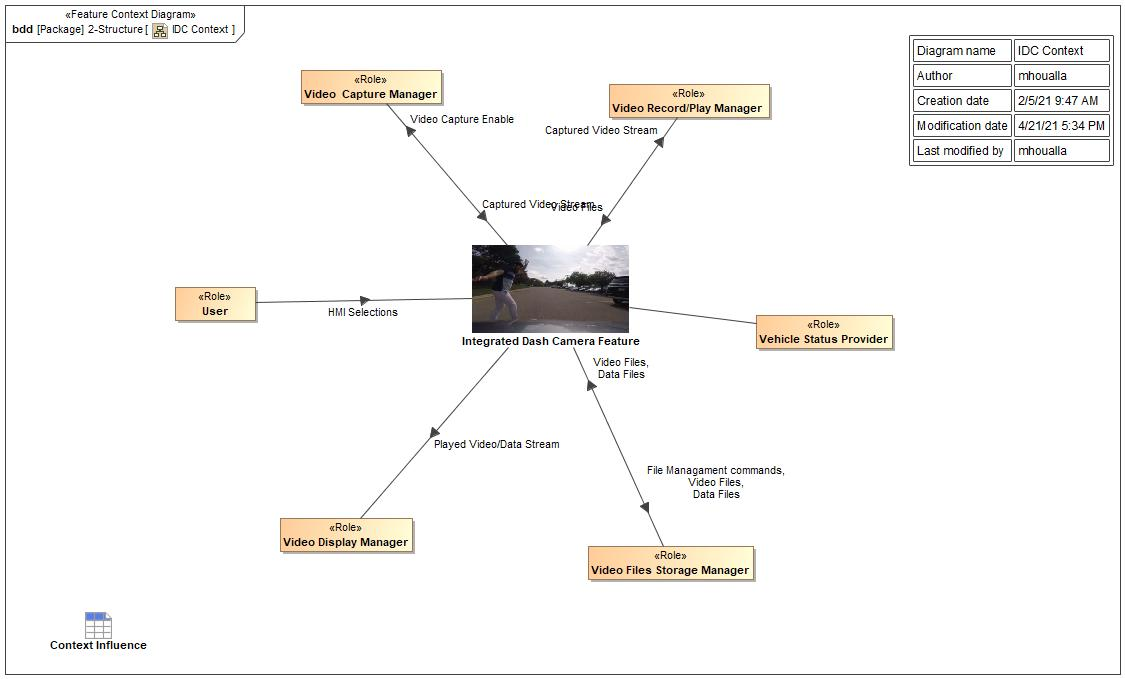 «Feature Context Diagram»
bdd [Package] 2-Structure [ IDC Context ]
Diagram name IDC Context
Author mhoualla
Creation date 2/5/21 9:47 AM
Modification date 4/21/21 5:34 PM
Last modified by mhoualla
«Role»
Video Capture Manager
«Role»
Video Record/Play Manager
Video Capture Enable
Captured Video Stream
Captured Video Stream
Video Files
«Role»
User
HMI Selections
Integrated Dash Camera Feature
«Role»
Vehicle Status Provider
Video Files,
Data Files
Played Video/Data Stream
File Managament commands,
Video Files,
Data Files
«Role»
Video Display Manager
«Role»
Video Files Storage Manager
Context Influence